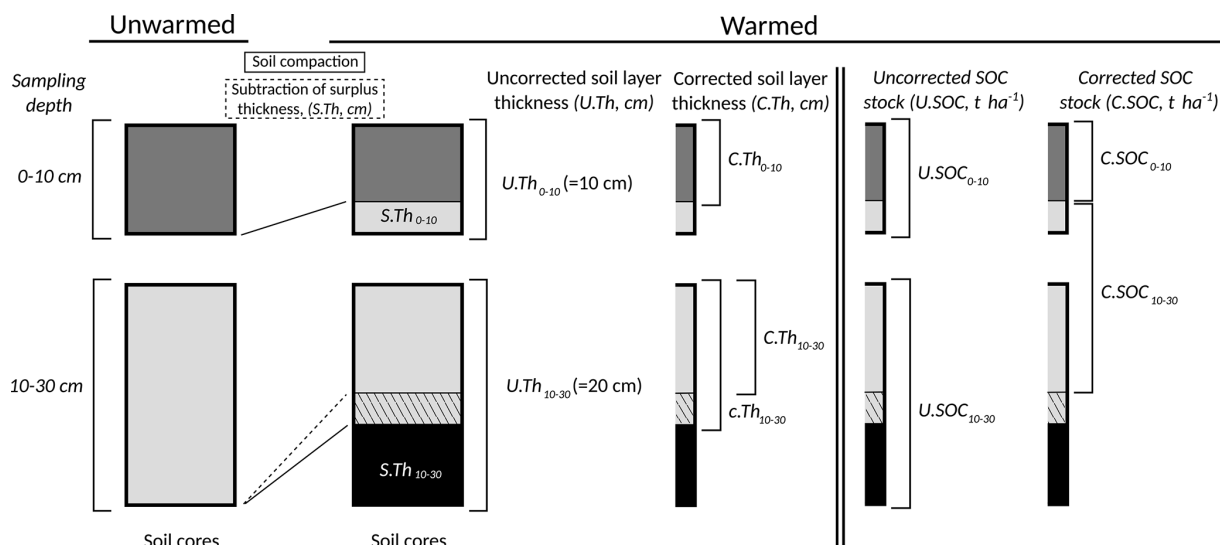 Unwarmed
Warmed
Soil compaction
Sampling
depth
Subtraction of surplus
thickness, (S.Th, cm)
Uncorrected soil layer
thickness (U.Th, cm)
Corrected soil layer
thickness (C.Th, cm)
Uncorrected SOC
stock (U.SOC, t ha-1)
Corrected SOC
stock (C.SOC, t ha-1)
0-10 cm
S.Th0-10
U.Th0-10 (=10 cm)
C.Th0-10
U.SOC0-10
C.SOC0-10
10-30 cm
S.Th10-30
U.Th10-30 (=20 cm)
C.Th10-30
c.Th10-30
U.SOC10-30
C.SOC10-30
Soil cores
Soil cores